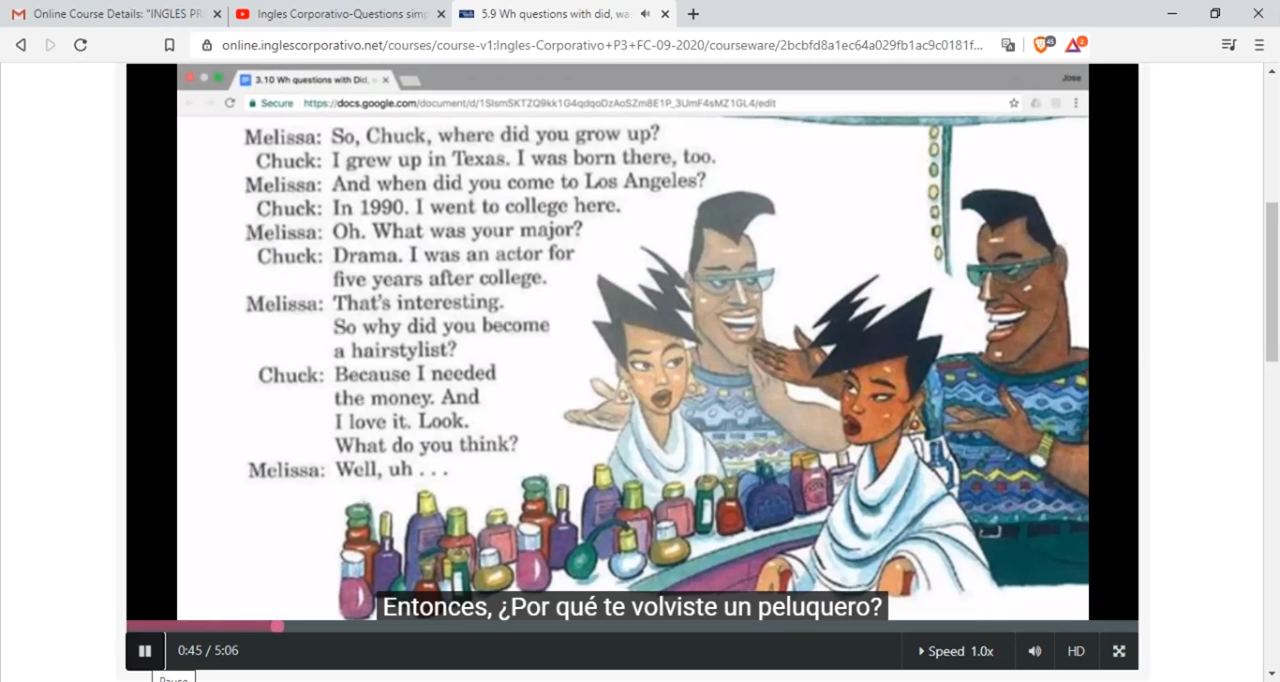 Online Course Details: "INGLES PR
Ingles Corporativo-Questions simp
5.9 Wh questions with did, wa
online.inglescorporativo.net/courses/course-v1:Ingles-Corporativo+P3+FC-09-2020/courseware/2bcbfd8a1ec64a029fb1ac9c0181f...
45
2
3.10 Wh questions with Did,
Jose
Secure https://docs.google.com/document/d/1SIsmSKTZQ9kk1G4qdqoDzAoSZm8E1P_3UmF4sMZ1GL4/edit
Melissa: So, Chuck, where did you grow up?
Chuck: I grew up in Texas. I was born there, too.
Melissa: And when did you come to Los Angeles?
Chuck: In 1990. I went to college here.
Melissa: Oh. What was your major?
Chuck: Drama. I was an actor for
five years after college.
Melissa: That's interesting.
So why did you become
a hairstylist?
Chuck: Because I needed
the money. And
I love it. Look.
What do you think?
Melissa: Well, uh . . .
Entonces, ¿Por qué te volviste un peluquero?
0:45 / 5:06
Speed 1.0x
HD
Pause